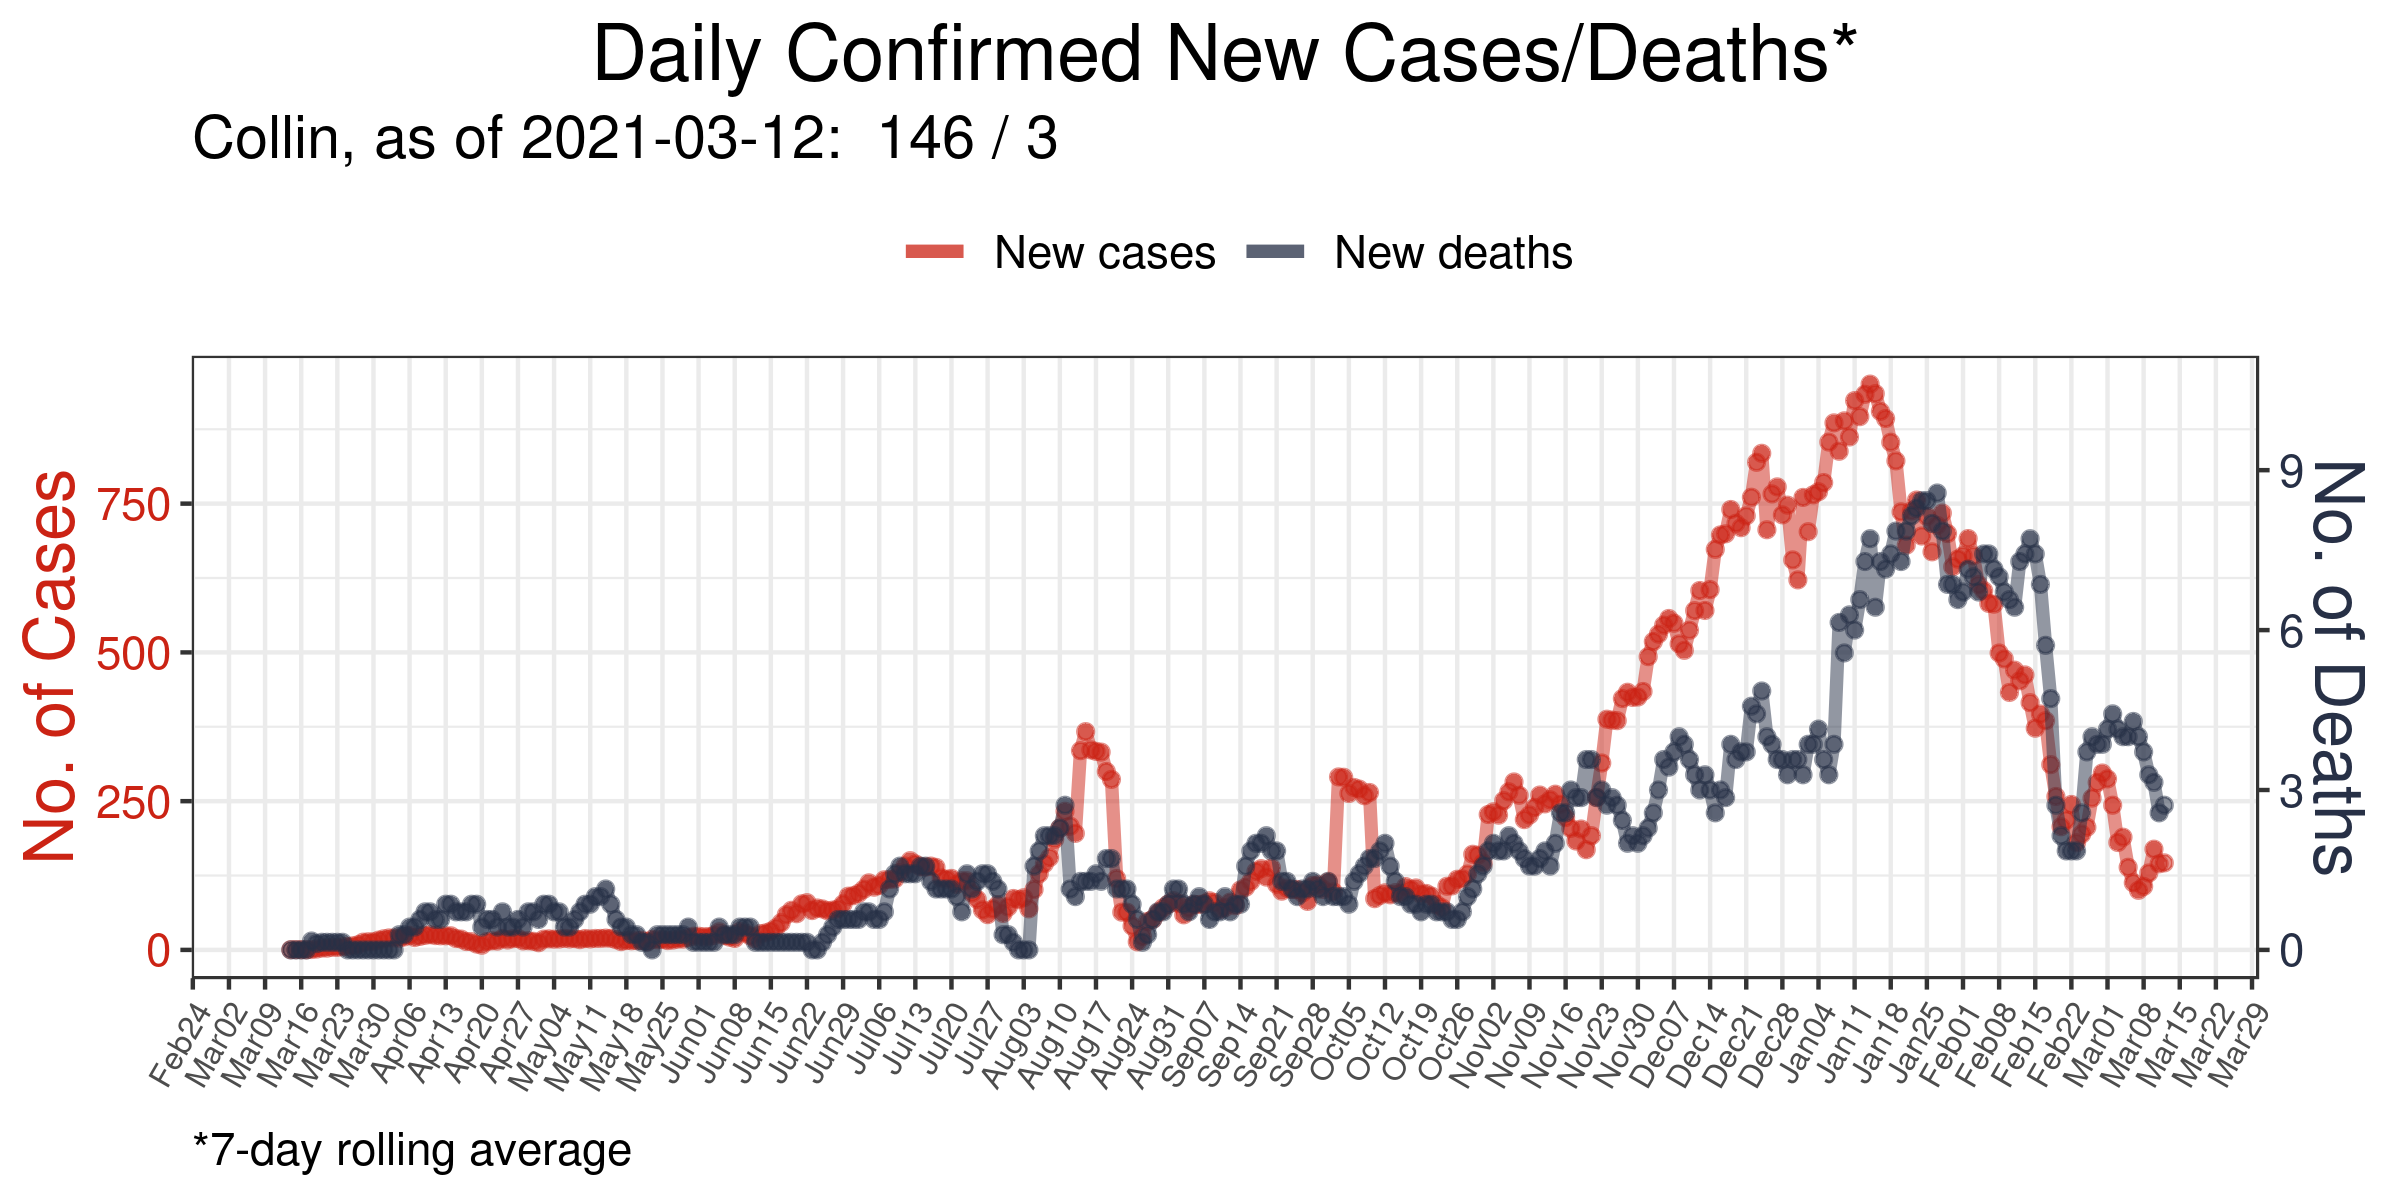 Daily Confirmed New Cases/Deaths*
Collin, as of 2021-03-12:  146 / 3
New cases
New deaths
No. of Cases
750
500
250
0
9
6
3
0
No. of Deaths
Feb24
Mar02
Mar09
Mar16
Mar23
Mar30
Apr06
Apr13
Apr20
Apr27
May04
May11
May18
May25
Jun01
Jun08
Jun15
Jun22
Jun29
Jul06
Jul13
Jul20
Jul27
Aug03
Aug10
Aug17
Aug24
Aug31
Sep07
Sep14
Sep21
Sep28
Oct05
Oct12
Oct19
Oct26
Nov02
Nov09
Nov16
Nov23
Nov30
Dec07
Dec14
Dec21
Dec28
Jan04
Jan11
Jan18
Jan25
Feb01
Feb08
Feb15
Feb22
Mar01
Mar08
Mar15
Mar22
Mar29
*7-day rolling average